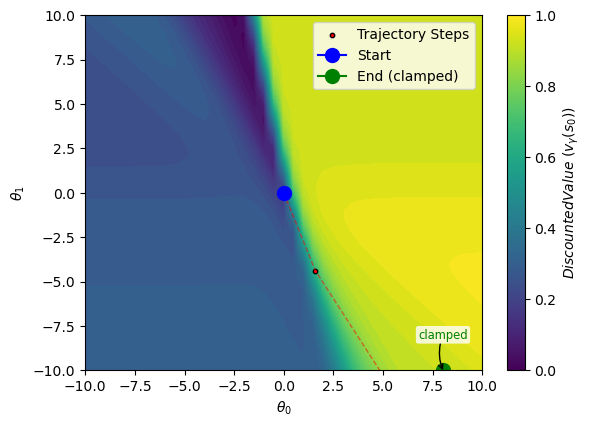 10.0
7.5
5.0
2.5
0.0
−2.5
−5.0
−7.5
−10.0
θ₁
−10.0 −7.5 −5.0 −2.5 0.0 2.5 5.0 7.5 10.0
θ₀
Trajectory Steps
Start
End (clamped)
clamped
1.0
0.8
0.6
0.4
0.2
0.0
DiscountedValue (vγ(s₀))